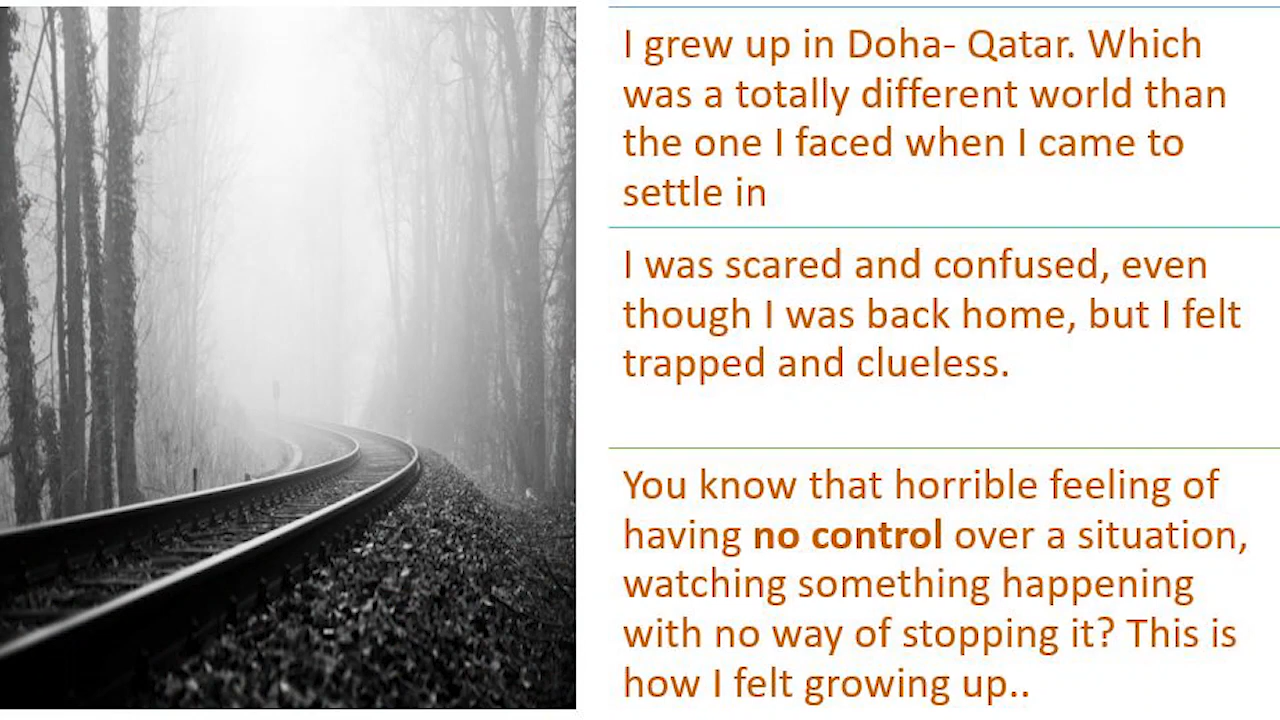 I grew up in Doha- Qatar. Which
was a totally different world than
the one I faced when I came to
settle in
I was scared and confused, even
though I was back home, but I felt
trapped and clueless.
You know that horrible feeling of
having no control over a situation,
watching something happening
with no way of stopping it? This is
how I felt growing up..